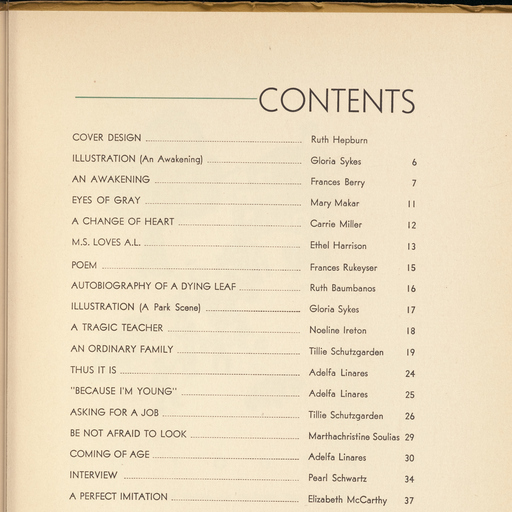 CONTENTS
COVER DESIGN Ruth Hepburn
ILLUSTRATION (An Awakening) Gloria Sykes 6
AN AWAKENING Frances Berry 7
EYES OF GRAY Mary Makar 11
A CHANGE OF HEART Carrie Miller 12
M.S. LOVES A.L. Ethel Harrison 13
POEM Frances Rukeyser 15
AUTOBIOGRAPHY OF A DYING LEAF Ruth Baumbanos 16
ILLUSTRATION (A Park Scene) Gloria Sykes 17
A TRAGIC TEACHER Noeline Ireton 18
AN ORDINARY FAMILY Tillie Schutzgarden 19
THUS IT IS Adelfa Linares 24
"BECAUSE I'M YOUNG" Adelfa Linares 25
ASKING FOR A JOB Tillie Schutzgarden 26
BE NOT AFRAID TO LOOK Marthachristine Soulias 29
COMING OF AGE Adelfa Linares 30
INTERVIEW Pearl Schwartz 34
A PERFECT IMITATION Elizabeth McCarthy 37